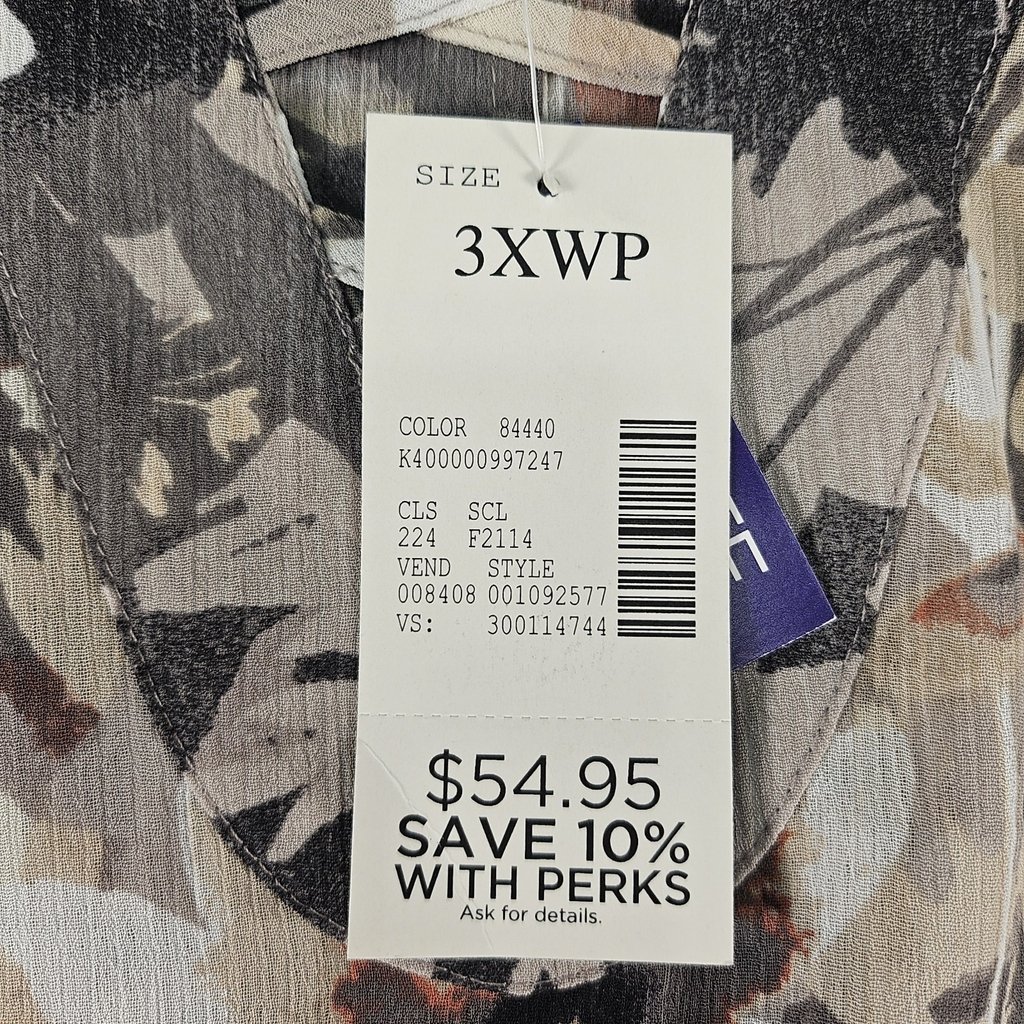 SIZE
3XWP
COLOR 84440
K400000997247
CLS SCL
224 F2114
VEND STYLE
008408 001092577
VS: 300114744
$54.95
SAVE 10%
WITH PERKS
Ask for details.